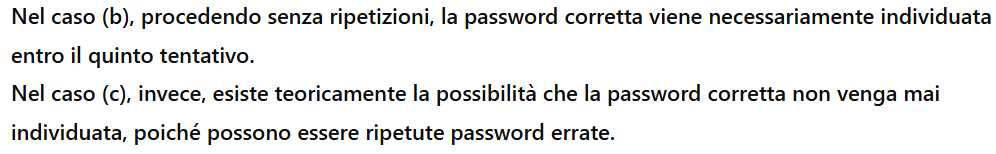 Nel caso (b), procedendo senza ripetizioni, la password corretta viene necessariamente individuata
entro il quinto tentativo.
Nel caso (c), invece, esiste teoricamente la possibilità che la password corretta non venga mai
individuata, poiché possono essere ripetute password errate.